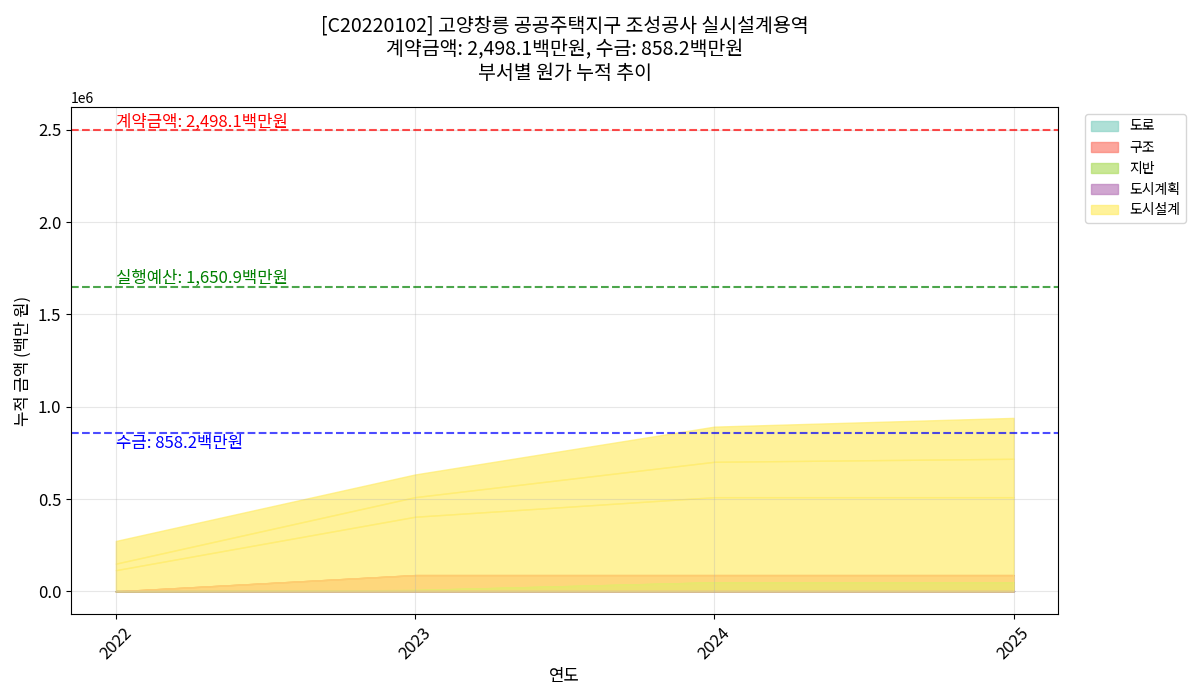 [C20220102] 고양창릉 공공주택지구 조성공사 실시설계용역
계약금액: 2,498.1백만원, 수금: 858.2백만원
부서별 원가 누적 추이
1e6
계약금액: 2,498.1백만원
실행예산: 1,650.9백만원
수금: 858.2백만원
2.5
2.0
1.5
1.0
0.5
0.0
누적 금액 (백만 원)
2022
2023
2024
2025
연도
도로
구조
지반
도시계획
도시설계